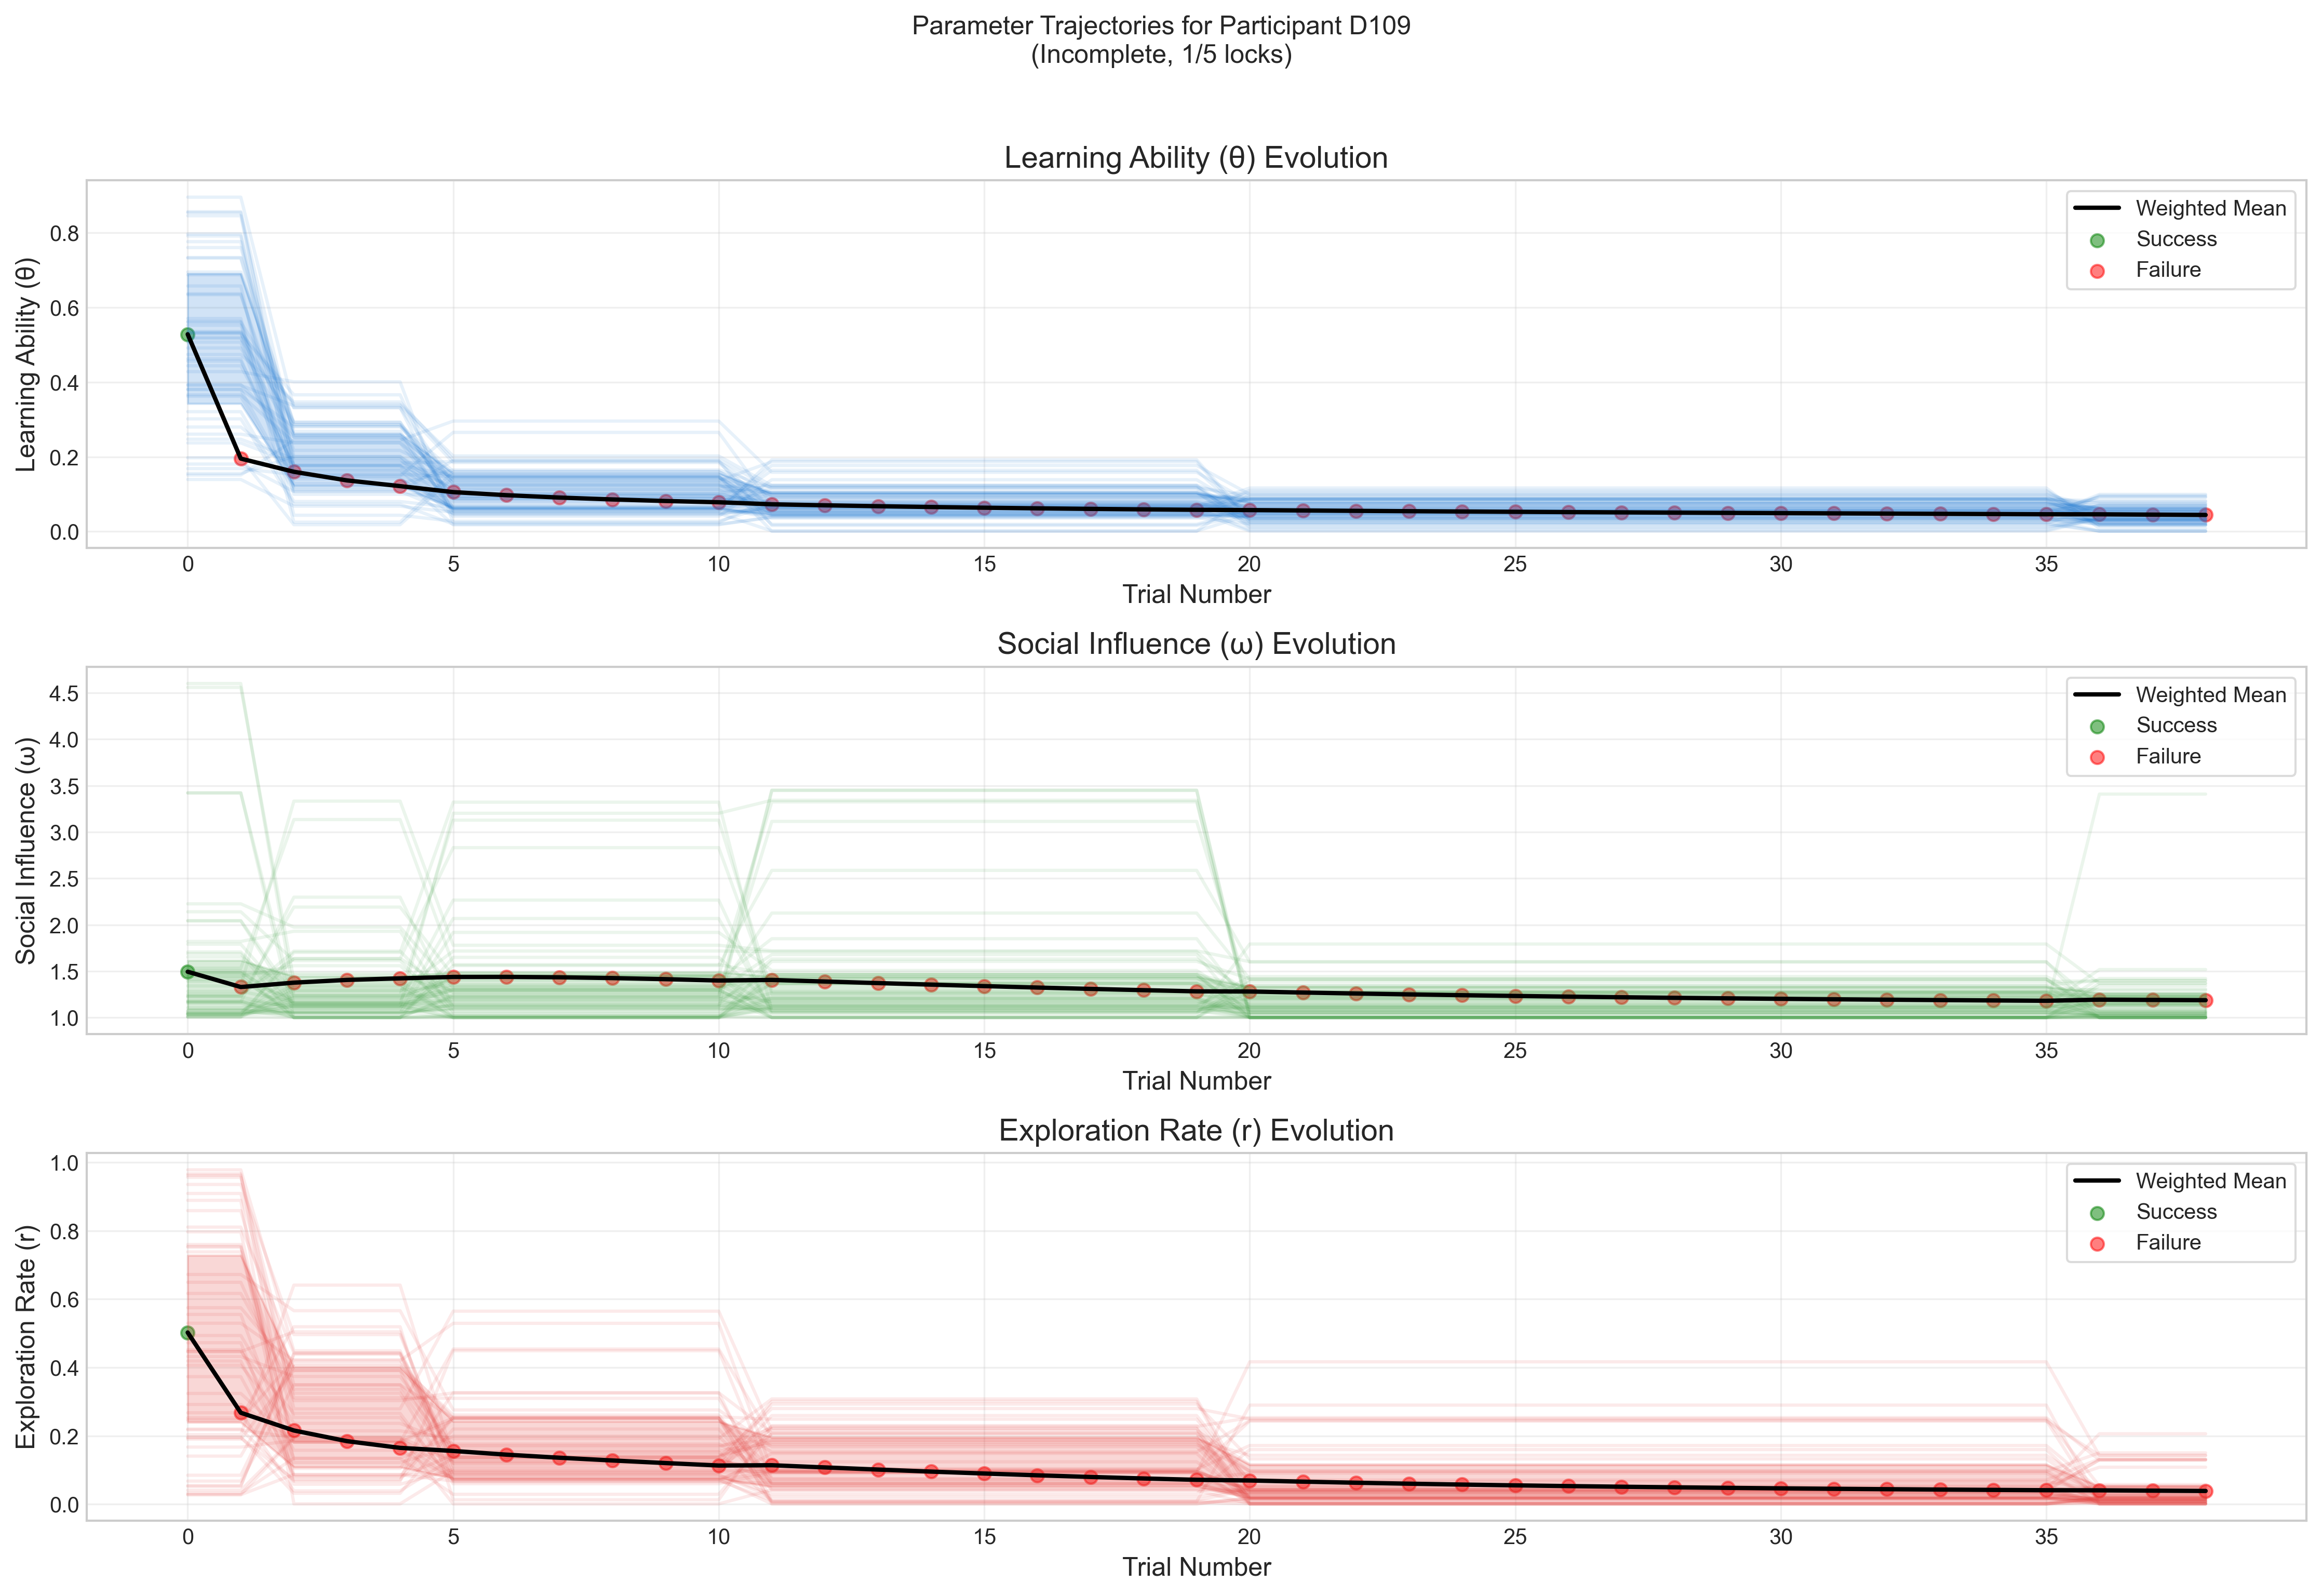 Parameter Trajectories for Participant D109
(Incomplete, 1/5 locks)
Learning Ability (θ) Evolution
Learning Ability (θ)
0.8
0.6
0.4
0.2
0.0
Weighted Mean
Success
Failure
0 5 10 15 20 25 30 35
Trial Number
Social Influence (ω) Evolution
Social Influence (ω)
4.5
4.0
3.5
3.0
2.5
2.0
1.5
1.0
Weighted Mean
Success
Failure
0 5 10 15 20 25 30 35
Trial Number
Exploration Rate (r) Evolution
Exploration Rate (r)
1.0
0.8
0.6
0.4
0.2
0.0
Weighted Mean
Success
Failure
0 5 10 15 20 25 30 35
Trial Number